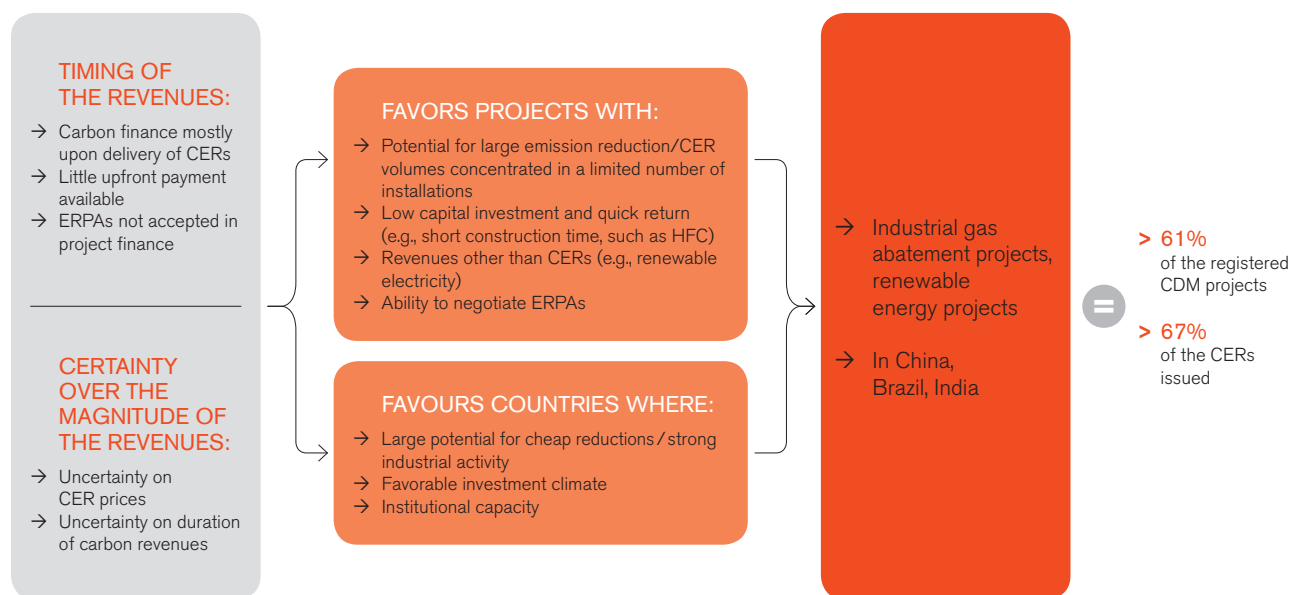 TIMING OF
THE REVENUES:
→ Carbon finance mostly
upon delivery of CERs
→ Little upfront payment
available
→ ERPAs not accepted in
project finance
CERTAINTY
OVER THE
MAGNITUDE OF
THE REVENUES:
→ Uncertainty on
CER prices
→ Uncertainty on duration
of carbon revenues
FAVORS PROJECTS WITH:
→ Potential for large emission reduction/CER
volumes concentrated in a limited number of
installations
→ Low capital investment and quick return
(e.g., short construction time, such as HFC)
→ Revenues other than CERs (e.g., renewable
electricity)
→ Ability to negotiate ERPAs
FAVOURS COUNTRIES WHERE:
→ Large potential for cheap reductions / strong
industrial activity
→ Favorable investment climate
→ Institutional capacity
→ Industrial gas
abatement projects,
renewable
energy projects
→ In China,
Brazil, India
=
> 61%
of the registered
CDM projects
> 67%
of the CERs
issued